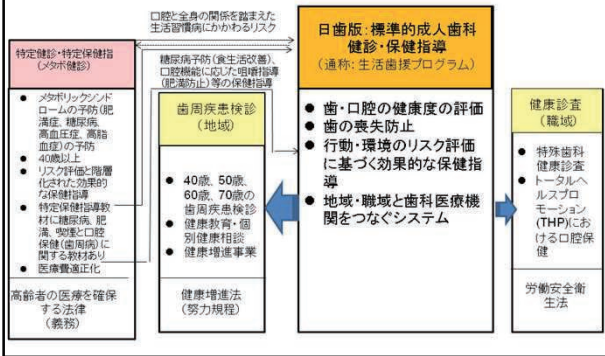 口腔と全身の関係を踏まえた
生活習慣病にかかわるリスク
糖尿病予防(食生活改善)、
口腔機能に応じた咀嚼指導
(肥満防止)等の保健指導
特定健診・特定保健指
(メタボ健診)
● メタボリックシンド
ロームの予防(肥
満症、糖尿病、
高血圧症、高脂
血症)の予防
● 40歳以上
● リスク評価と階層
化された効果的
な保健指導
● 特定保健指導教
材に糖尿病、肥
満、喫煙と口腔
保健(歯周病)に
関する教材あり
● 医療費適正化
高齢者の医療を確保
する法律
(義務)
歯周疾患検診
(地域)
● 40歳、50歳、
60歳、70歳の
歯周疾患検診
● 健康教育・個
別健康相談
● 健康増進事業
健康増進法
(努力規程)
日歯版:標準的成人歯科
健診・保健指導
(通称:生活歯援プログラム)
● 歯・口腔の健康度の評価
● 歯の喪失防止
● 行動・環境のリスク評価
に基づく効果的な保健指
導
● 地域・職域と歯科医療機
関をつなぐシステム
健康診査
(職域)
● 特殊歯科
健康診査
● トータルヘ
ルスプロ
モーション
(THP)にお
ける口腔保
健
労働安全衛
生法